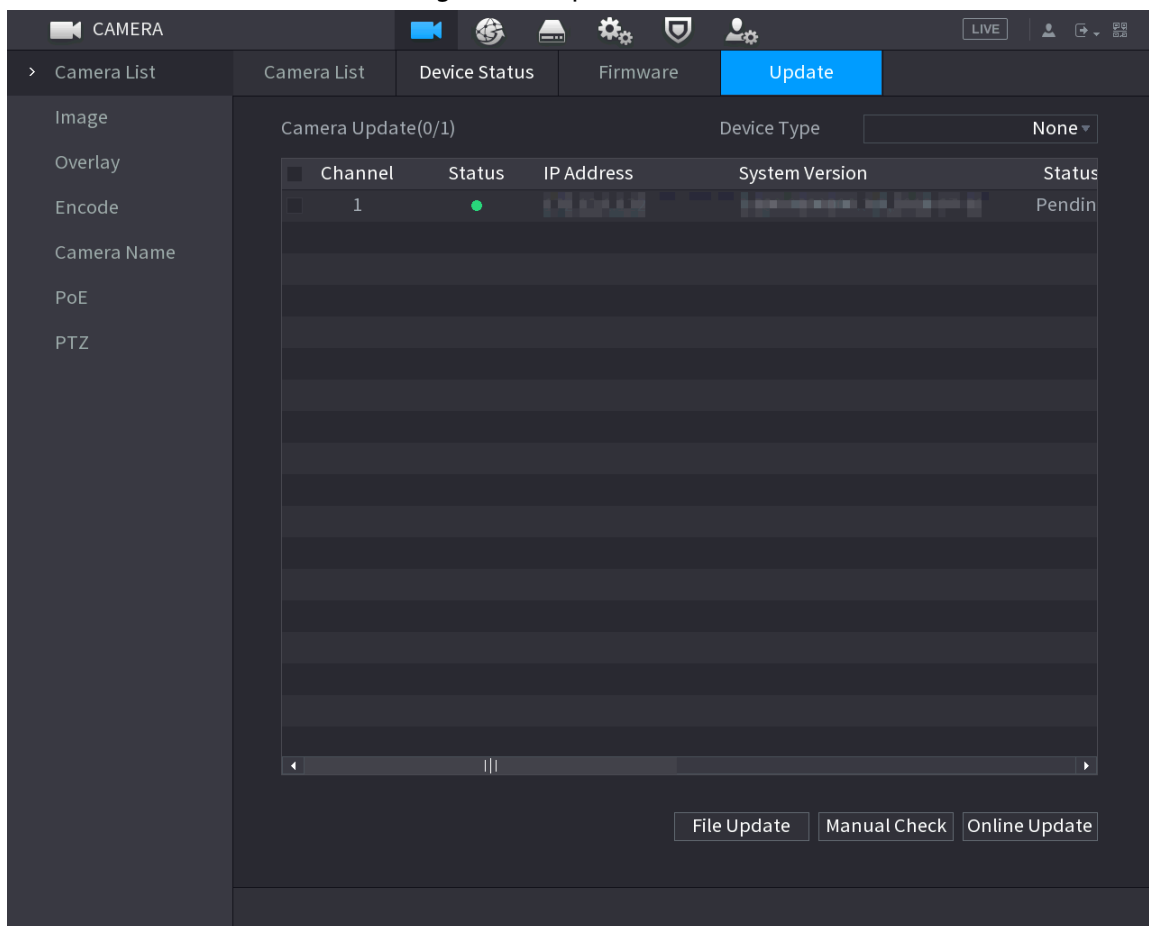 CAMERA LIVE
Camera List Camera List Device Status Firmware Update
Image
Camera Update(0/1) Device Type None
Overlay
Channel Status IP Address System Version Status
Encode
1 Pendin
Camera Name
PoE
PTZ
File Update Manual Check Online Update